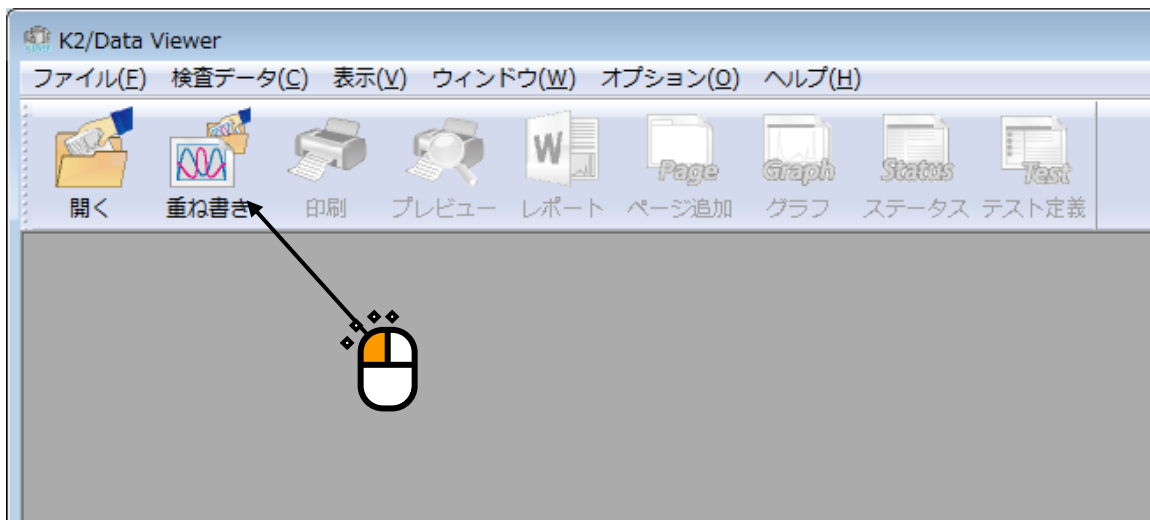 K2/Data Viewer
ファイル(F) 検査データ(C) 表示(V) ウィンドウ(W) オプション(O) ヘルプ(H)
W Page Graph Status Test
開く 重ね書き 印刷 プレビュー レポート ページ追加 グラフ ステータス テスト定義